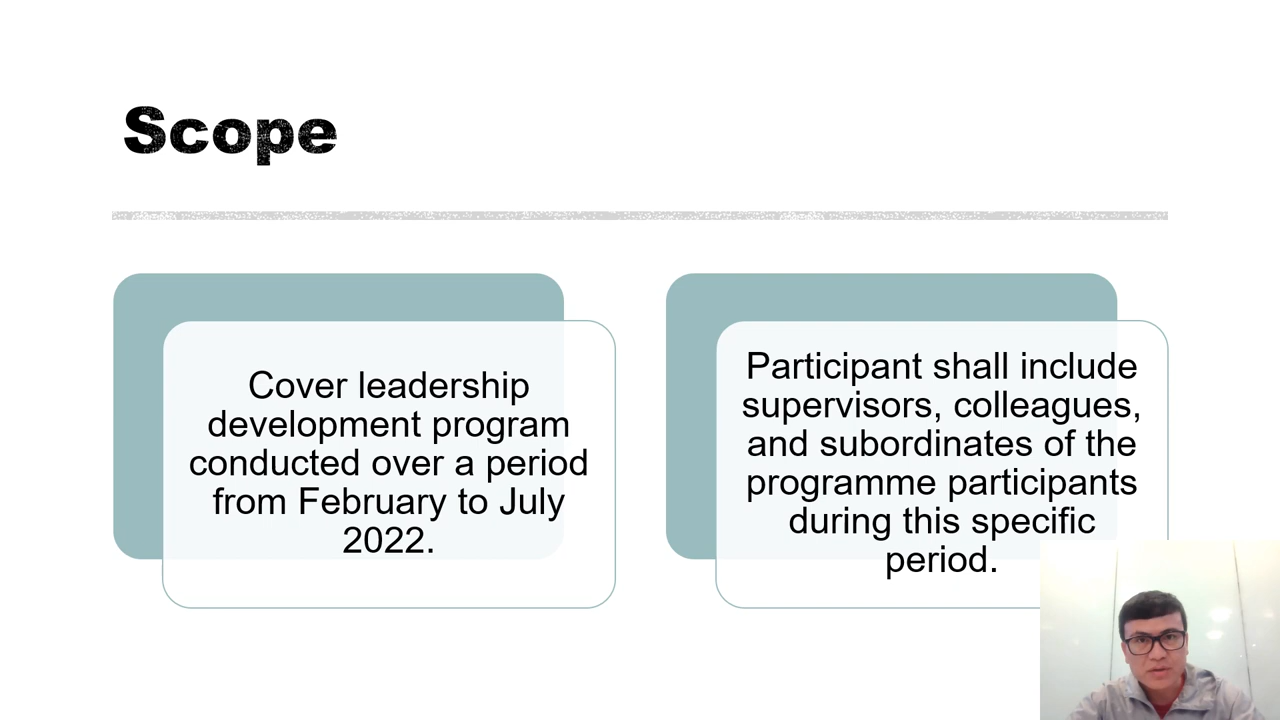 Scope
Cover leadership
development program
conducted over a period
from February to July
2022.
Participant shall include
supervisors, colleagues,
and subordinates of the
programme participants
during this specific
period.